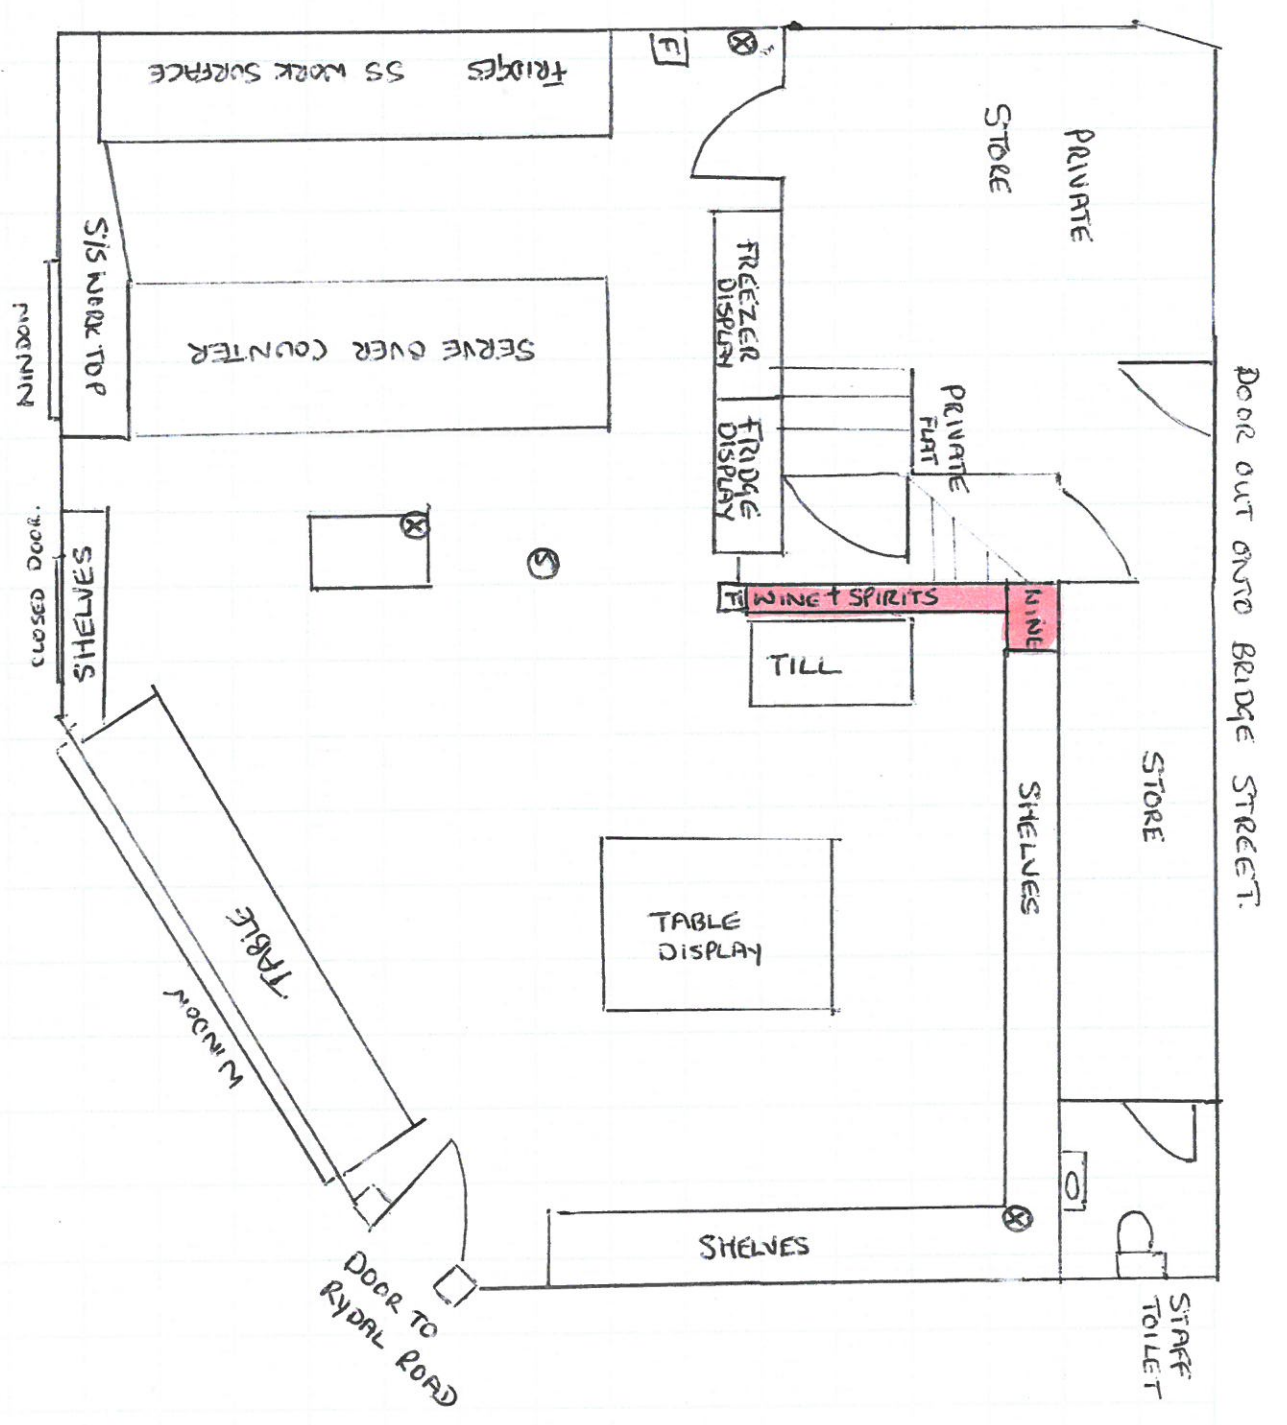 FRIDGES SS WORK SURFACE
F
X
PRIVATE
STORE
S/S WORK TOP
WINDOW
SERVE OVER COUNTER
FREEZER
DISPLAY
FRIDGE
DISPLAY
PRIVATE
FLAT
DOOR OUT ONTO BRIDGE STREET.
X
S
CLOSED DOOR.
SHELVES
F
WINE + SPIRITS
WINE
TILL
SHELVES
STORE
TABLE
DISPLAY
TABLE
WINDOW
SHELVES
X
DOOR TO
RYDAL ROAD
STAFF
TOILET